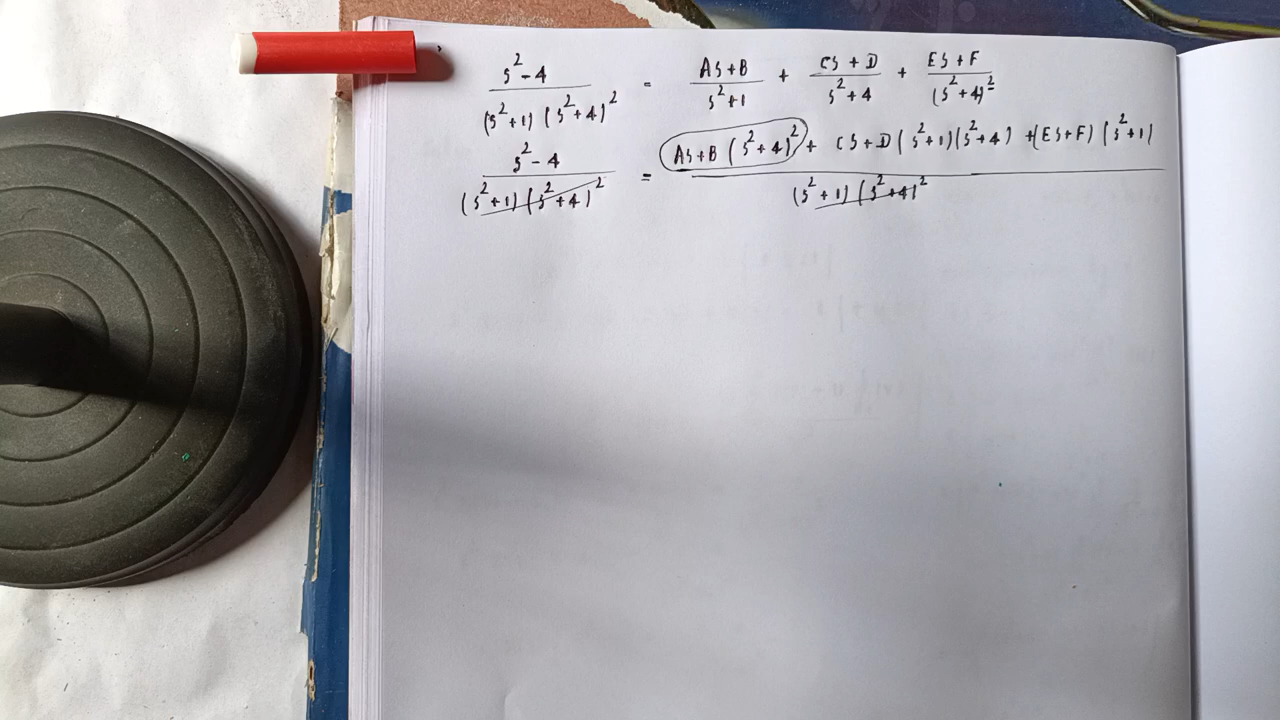 s² - 4 / (s² + 1) (s² + 4)² = As + B / s² + 1 + Cs + D / s² + 4 + Es + F / (s² + 4)²
s² - 4 / (s² + 1) (s² + 4)² = As + B (s² + 4)² + Cs + D (s² + 1) (s² + 4) + (Es + F) (s² + 1) / (s² + 1) (s² + 4)²